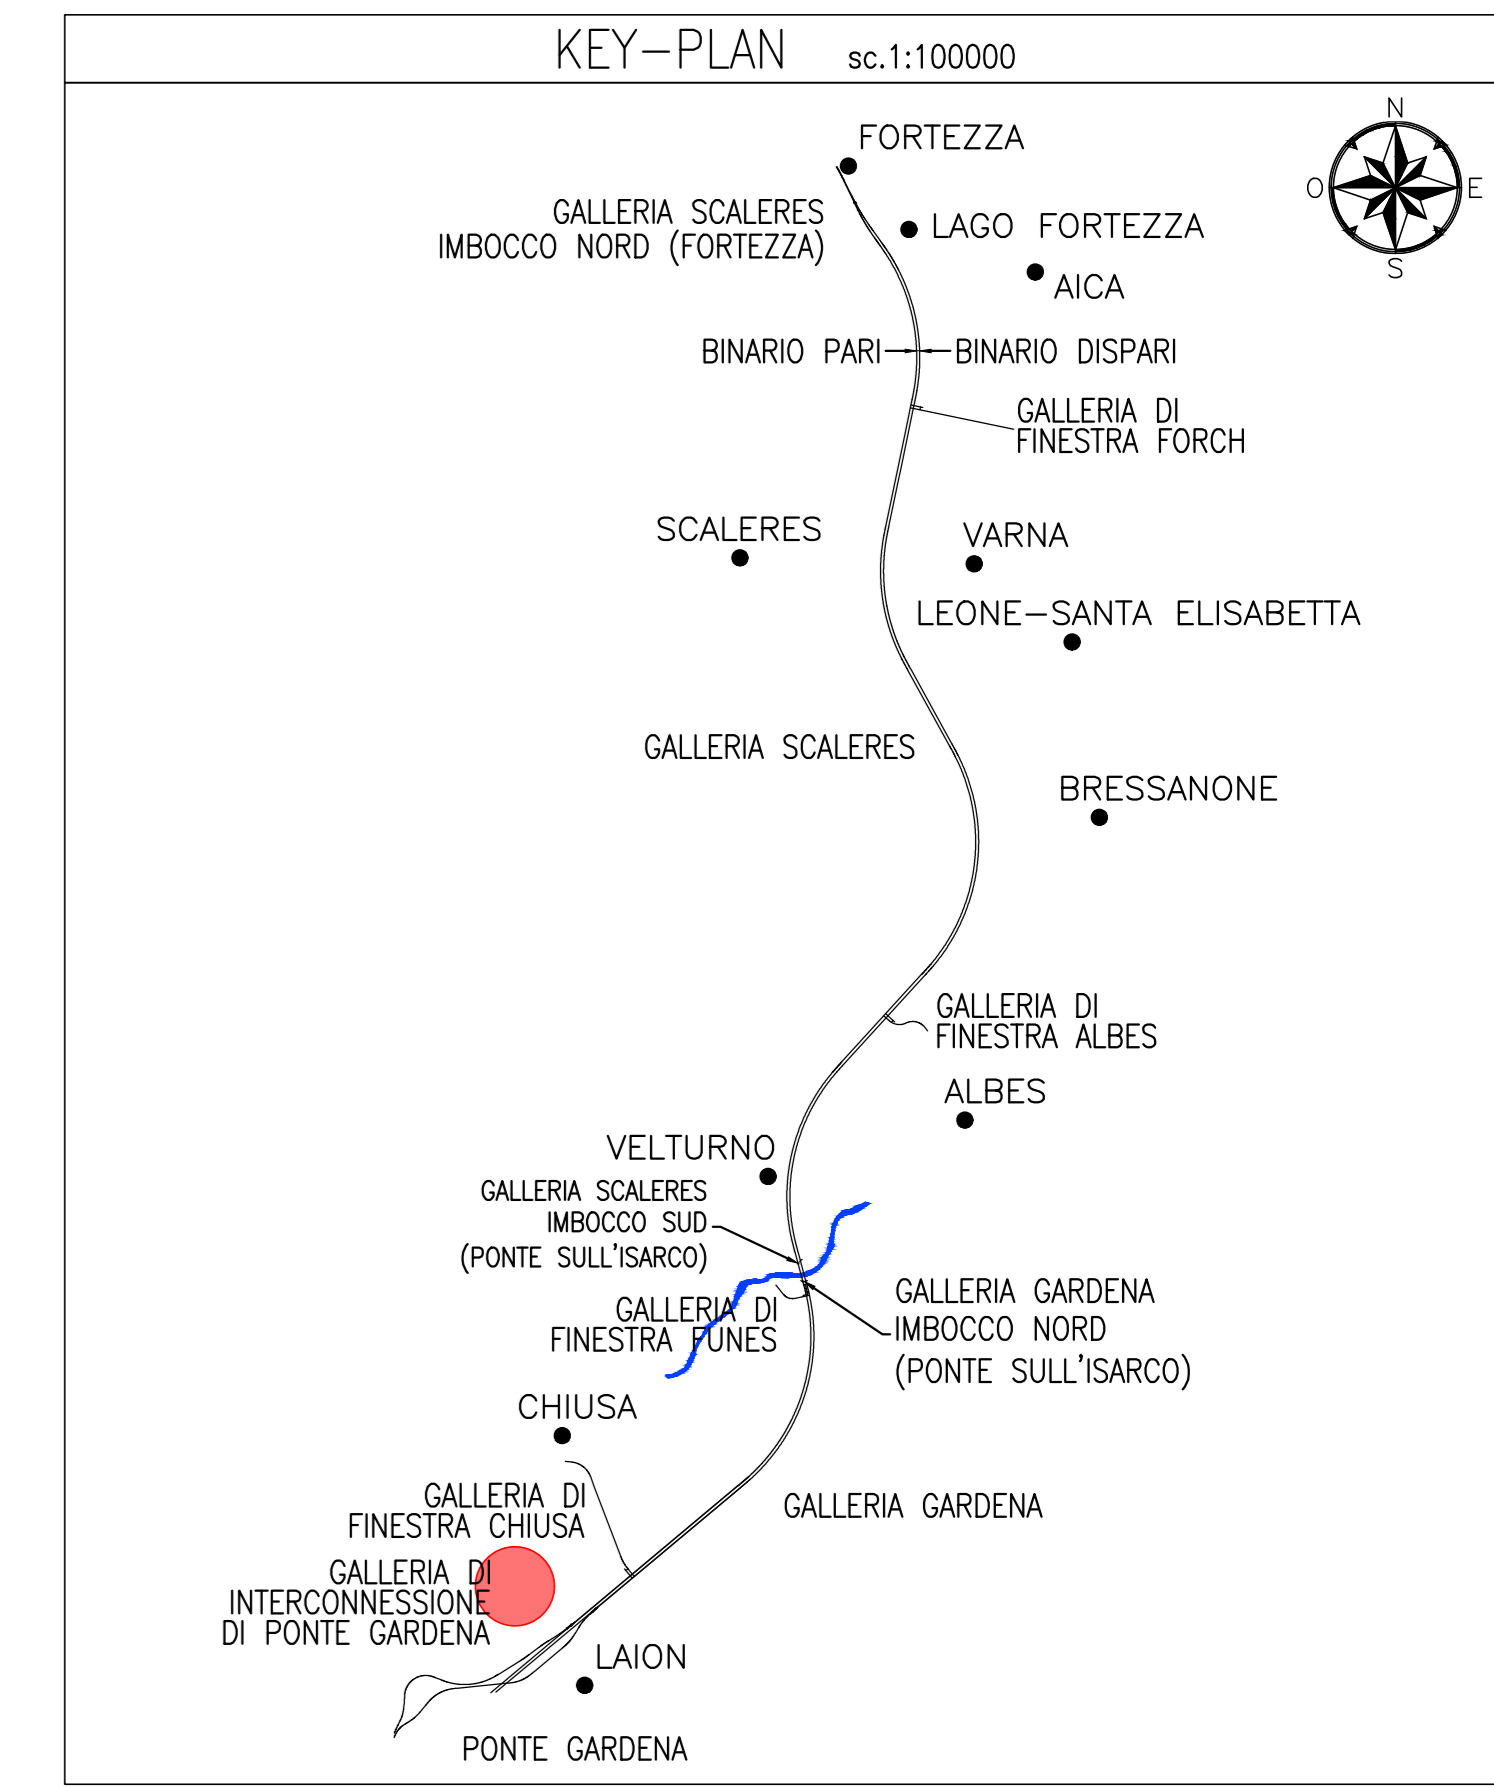 KEY-PLAN sc.1:100000
N
O
E
S
FORTEZZA
GALLERIA SCALERES
IMBOCCO NORD (FORTEZZA)
LAGO FORTEZZA
AICA
BINARIO PARI
BINARIO DISPARI
GALLERIA DI
FINESTRA FORCH
SCALERES
VARNA
LEONE-SANTA ELISABETTA
GALLERIA SCALERES
BRESSANONE
GALLERIA DI
FINESTRA ALBES
ALBES
VELTURNO
GALLERIA SCALERES
IMBOCCO SUD
(PONTE SULL'ISARCO)
GALLERIA DI
FINESTRA FUNES
GALLERIA GARDENA
IMBOCCO NORD
(PONTE SULL'ISARCO)
CHIUSA
GALLERIA DI
FINESTRA CHIUSA
GALLERIA GARDENA
GALLERIA DI
INTERCONNESSIONE
DI PONTE GARDENA
LAION
PONTE GARDENA